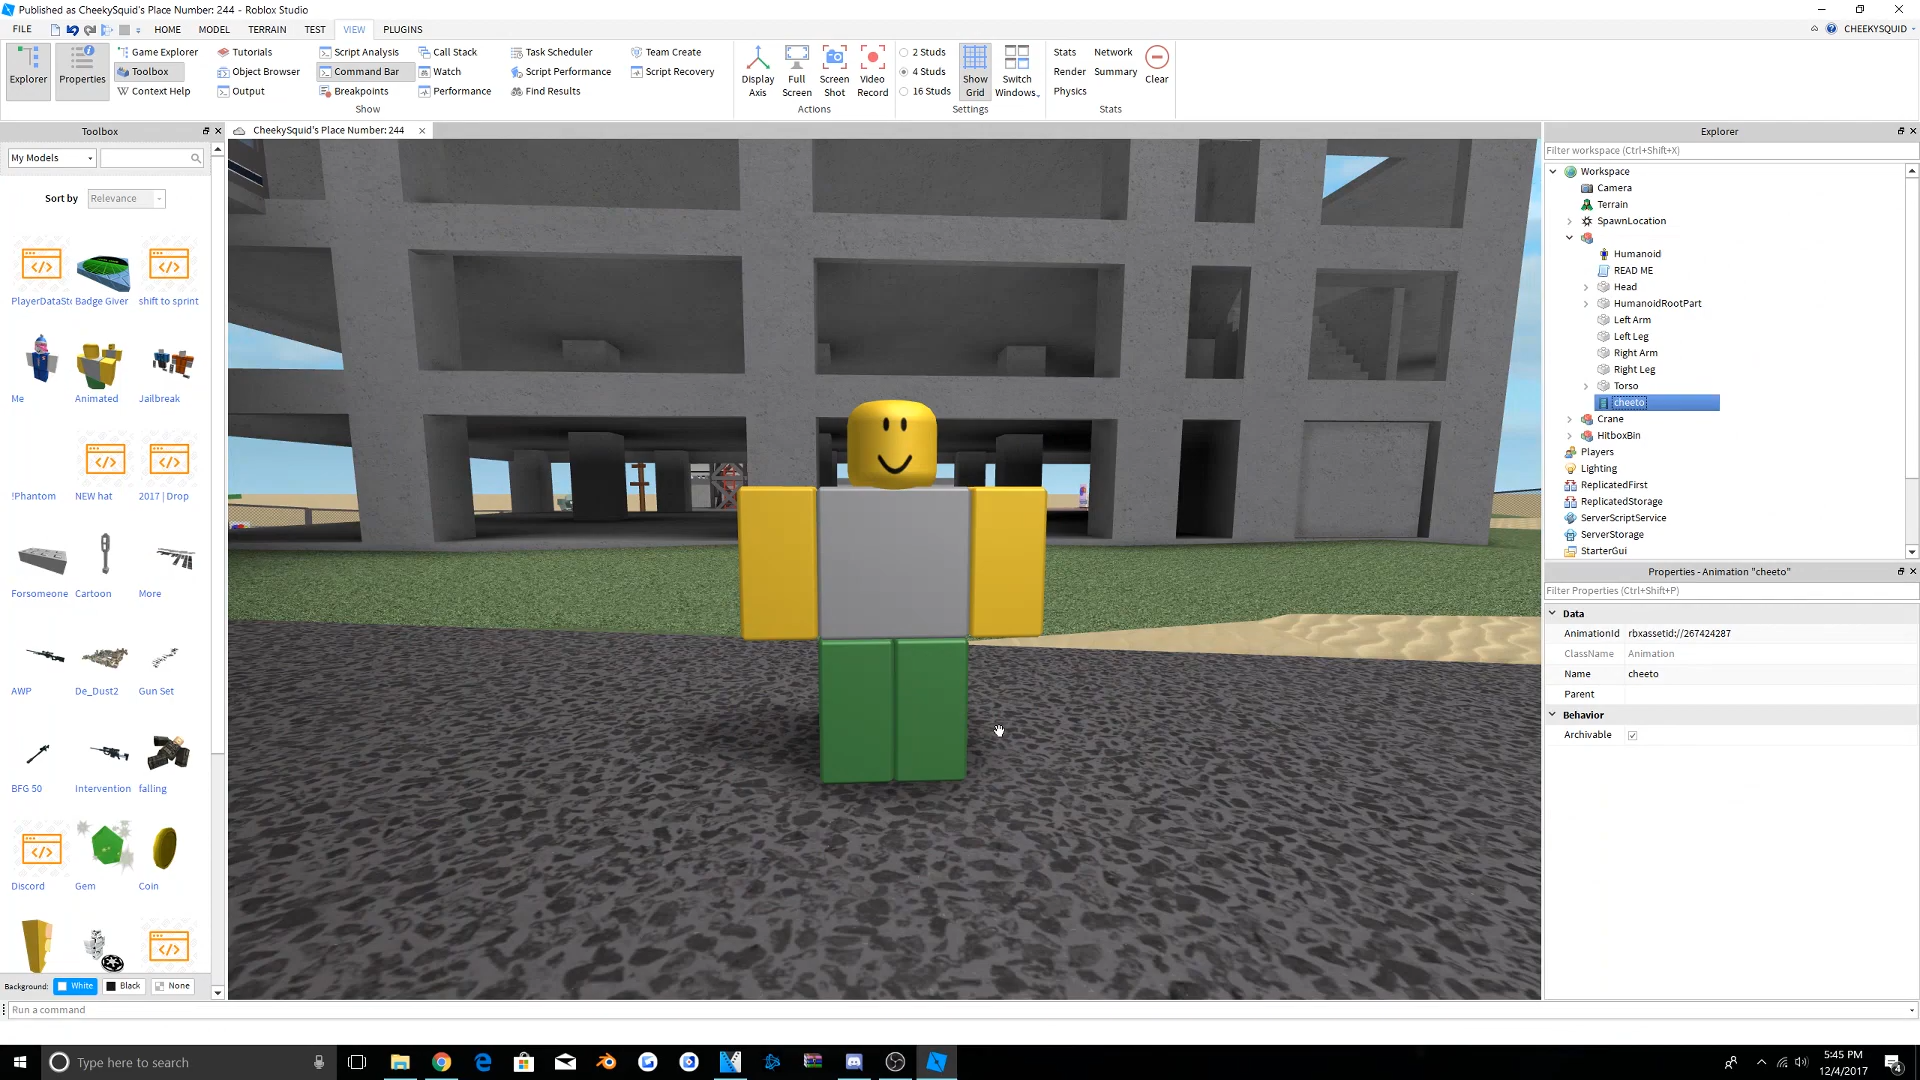 Published as CheekySquid's Place Number: 244 - Roblox Studio
FILE HOME MODEL TERRAIN TEST VIEW PLUGINS CHEEKYSQUID
Explorer
Properties
Game Explorer
Toolbox
Context Help
Tutorials
Object Browser
Output
Script Analysis
Command Bar
Breakpoints
Call Stack
Watch
Performance
Task Scheduler
Script Performance
Find Results
Team Create
Script Recovery
Show
Display Axis
Full Screen
Screen Shot
Video Record
Actions
2 Studs
4 Studs
16 Studs
Show Grid
Switch Windows
Settings
Stats
Render
Physics
Network
Summary
Clear
Stats
Toolbox
My Models
Sort by Relevance
PlayerDataSt Badge Giver shift to sprint
Me Animated Jailbreak
!Phantom NEW hat 2017 | Drop
Forsomeone Cartoon More
AWP De_Dust2 Gun Set
BFG 50 Intervention falling
Discord Gem Coin
Background: White Black None
CheekySquid's Place Number: 244
Explorer
Filter workspace (Ctrl+Shift+X)
Workspace
Camera
Terrain
SpawnLocation
Humanoid
READ ME
Head
HumanoidRootPart
Left Arm
Left Leg
Right Arm
Right Leg
Torso
cheeto
Crane
HitboxBin
Players
Lighting
ReplicatedFirst
ReplicatedStorage
ServerScriptService
ServerStorage
StarterGui
Properties - Animation "cheeto"
Filter Properties (Ctrl+Shift+P)
Data
AnimationId rbxassetid://267424287
ClassName Animation
Name cheeto
Parent
Behavior
Archivable
Run a command
Type here to search
5:45 PM
12/4/2017
4